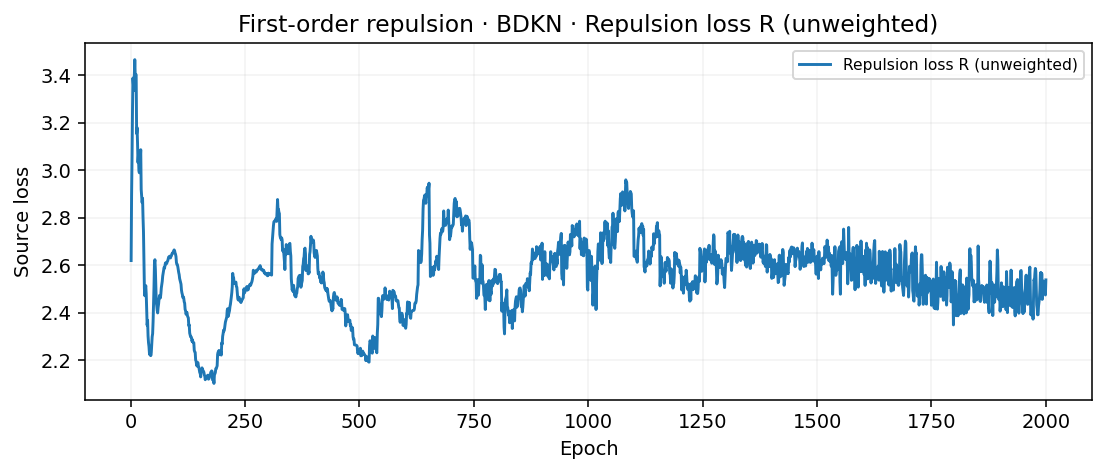 First-order repulsion · BDKN · Repulsion loss R (unweighted)
Repulsion loss R (unweighted)
Source loss
3.4
3.2
3.0
2.8
2.6
2.4
2.2
0 250 500 750 1000 1250 1500 1750 2000
Epoch